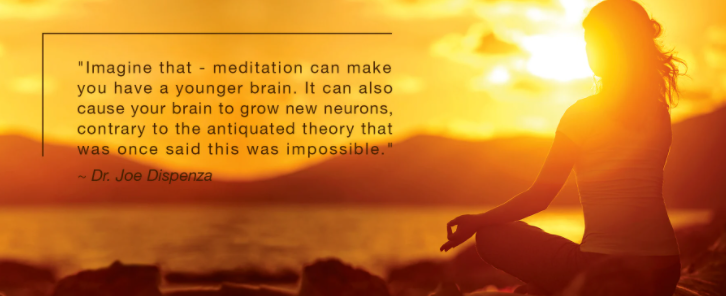 "Imagine that - meditation can make
you have a younger brain. It can also
cause your brain to grow new neurons,
contrary to the antiquated theory that
was once said this was impossible."
~ Dr. Joe Dispenza